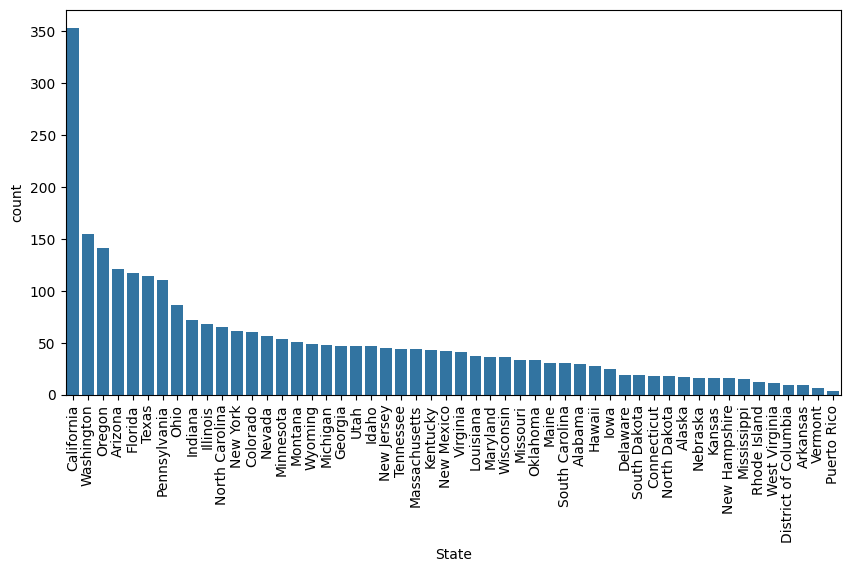 350
300
250
200
150
100
50
0
count
California
Washington
Oregon
Arizona
Florida
Texas
Pennsylvania
Ohio
Indiana
Illinois
North Carolina
New York
Colorado
Nevada
Minnesota
Montana
Wyoming
Michigan
Georgia
Utah
Idaho
New Jersey
Tennessee
Massachusetts
Kentucky
New Mexico
Virginia
Louisiana
Maryland
Wisconsin
Missouri
Oklahoma
Maine
South Carolina
Alabama
Hawaii
Iowa
Delaware
South Dakota
Connecticut
North Dakota
Alaska
Nebraska
Kansas
New Hampshire
Mississippi
Rhode Island
West Virginia
District of Columbia
Arkansas
Vermont
Puerto Rico
State